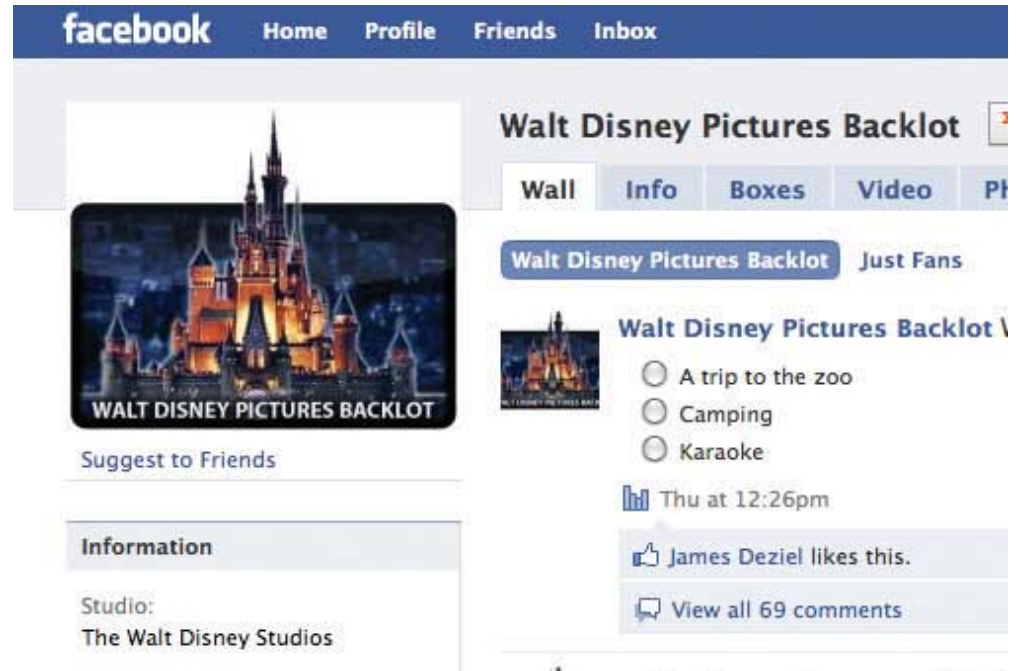 facebook Home Profile Friends Inbox
Walt Disney Pictures Backlot
Wall Info Boxes Video
WALT DISNEY PICTURES BACKLOT
Suggest to Friends
Information
Studio:
The Walt Disney Studios
Walt Disney Pictures Backlot Just Fans
Walt Disney Pictures Backlot
A trip to the zoo
Camping
Karaoke
Thu at 12:26pm
James Deziel likes this.
View all 69 comments